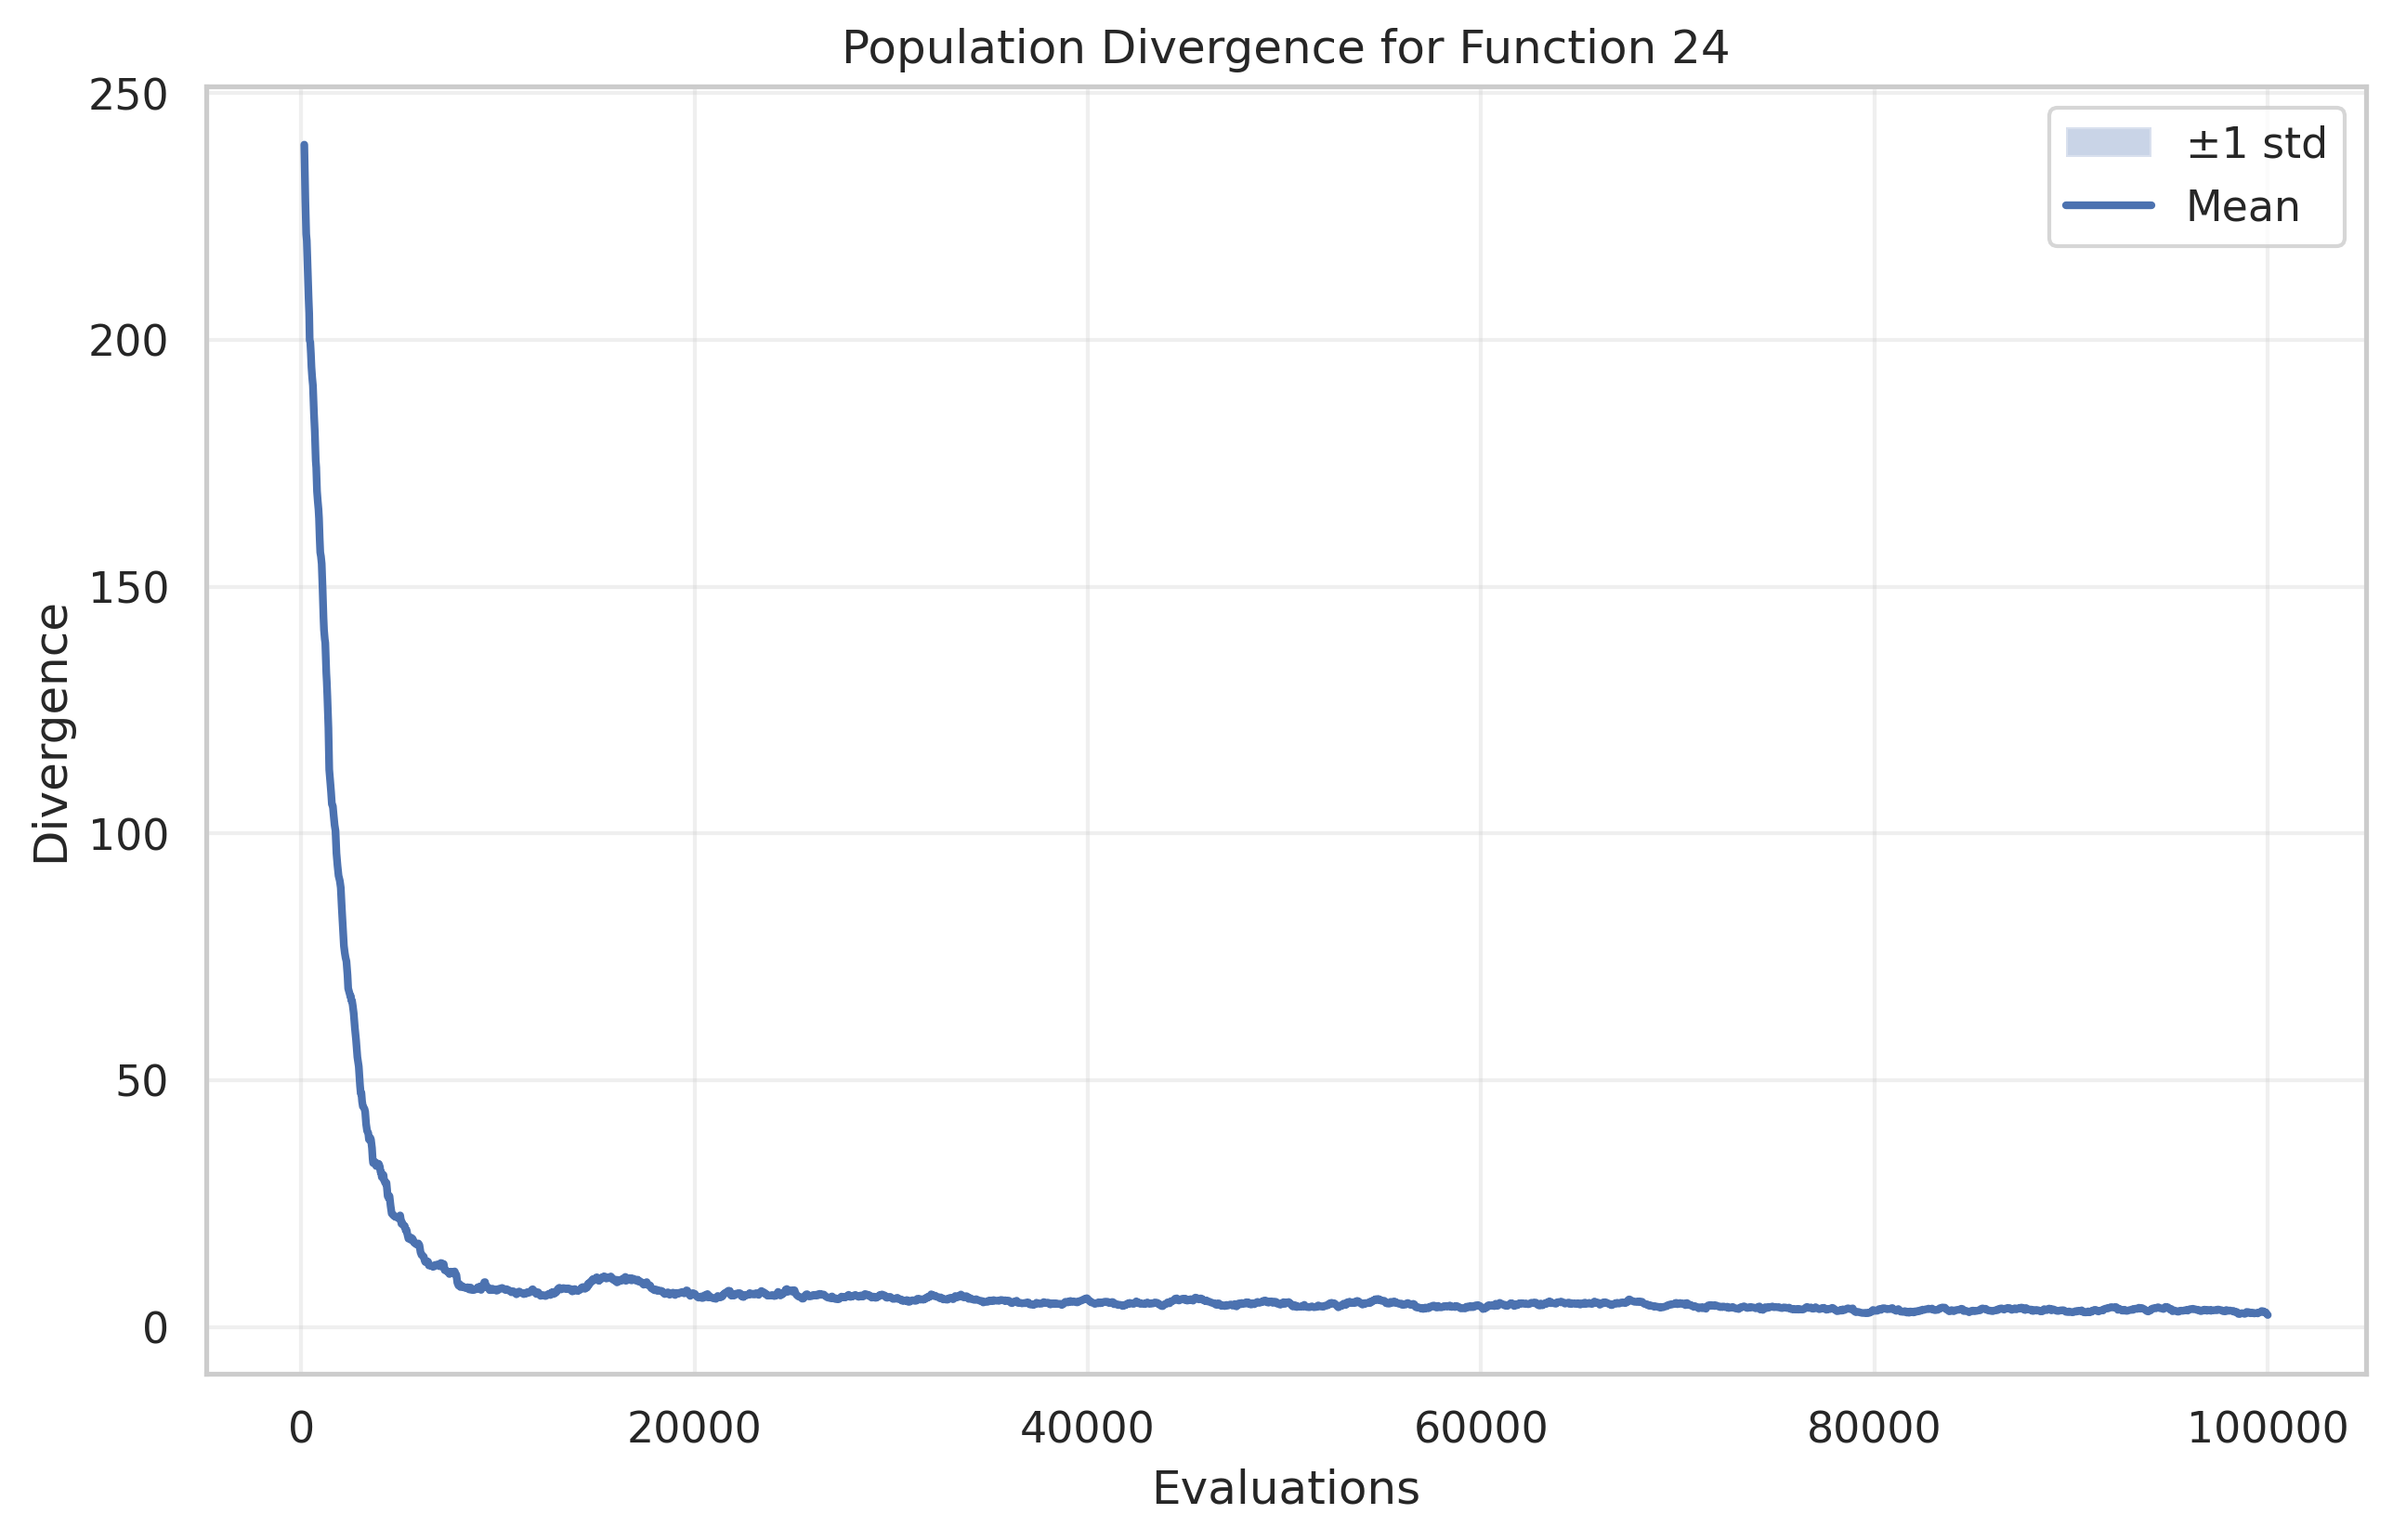 Population Divergence for Function 24
250
200
150
100
50
0
Divergence
±1 std
Mean
0 20000 40000 60000 80000 100000
Evaluations